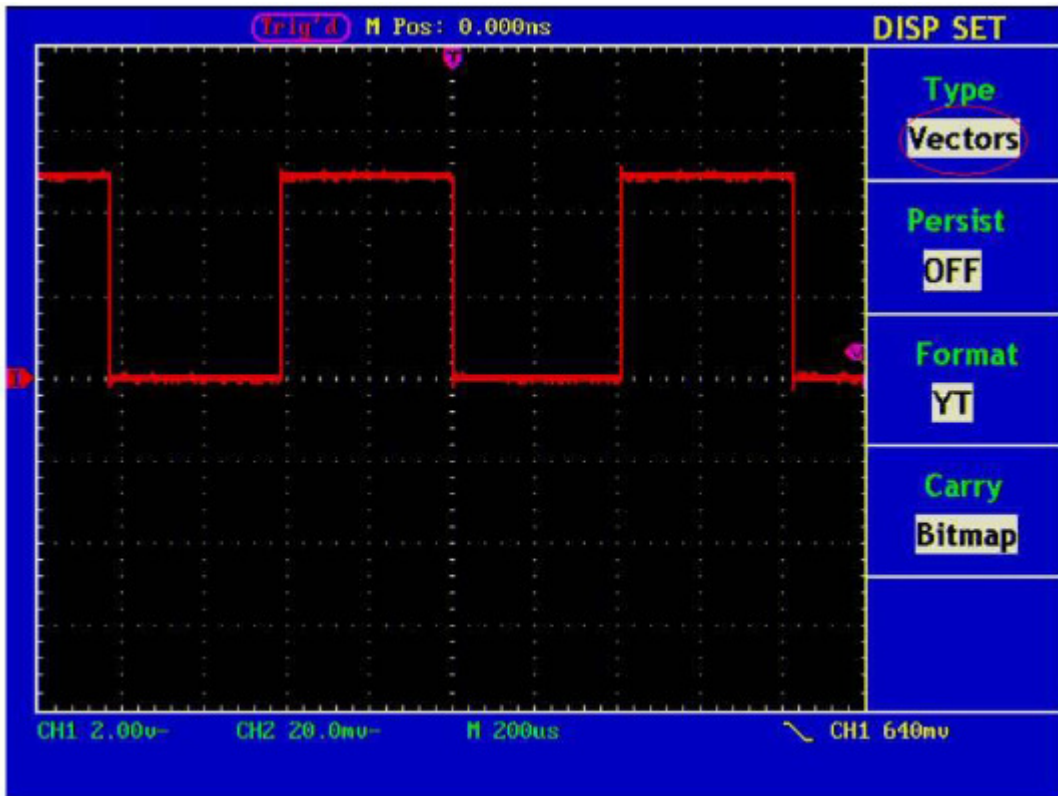 Trig'd M Pos: 0.000ns
DISP SET
Type
Vectors
Persist
OFF
Format
YT
Carry
Bitmap
CH1 2.00v- CH2 20.0mv- M 200us CH1 640mv